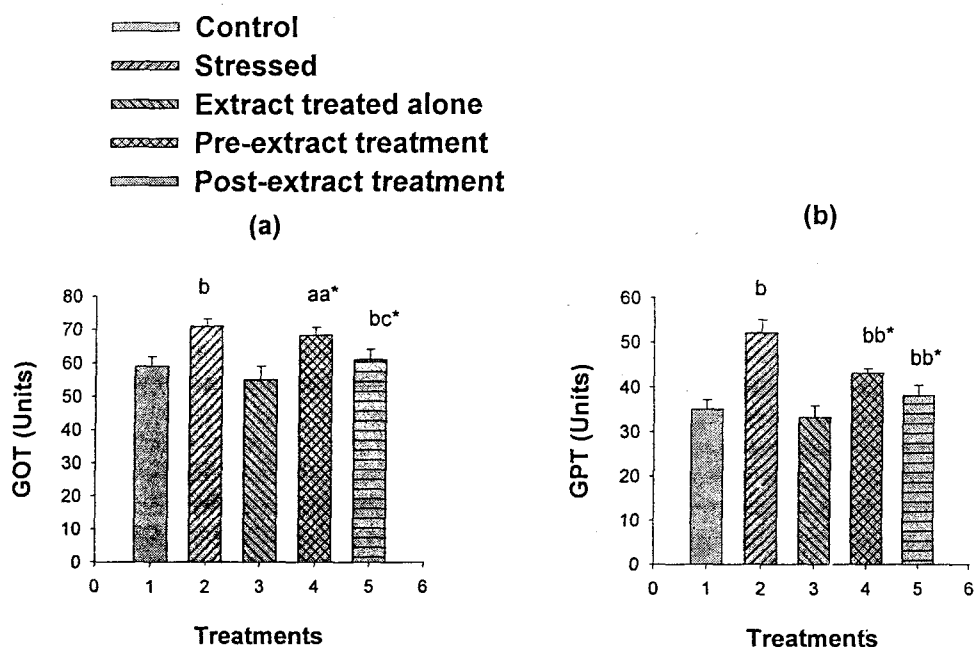 Control
Stressed
Extract treated alone
Pre-extract treatment
Post-extract treatment
(a)
b
aa*
bc*
80
70
60
50
40
30
20
10
0
GOT (Units)
0 1 2 3 4 5 6
Treatments
(b)
b
bb*
bb*
60
50
40
30
20
10
0
GPT (Units)
0 1 2 3 4 5 6
Treatments